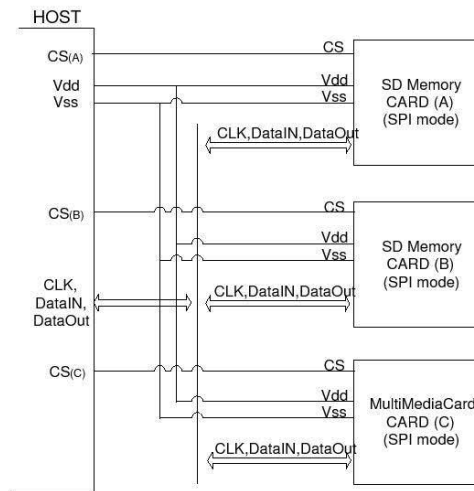 HOST
CS(A)
Vdd
Vss
CS
Vdd
Vss
SD Memory
CARD (A)
(SPI mode)
CLK,DataIN,DataOut
CS(B)
CS
Vdd
Vss
SD Memory
CARD (B)
(SPI mode)
CLK,
DataIN,
DataOut
CLK,DataIN,DataOut
CS(C)
CS
Vdd
Vss
MultiMediaCard
CARD (C)
(SPI mode)
CLK,DataIN,DataOut